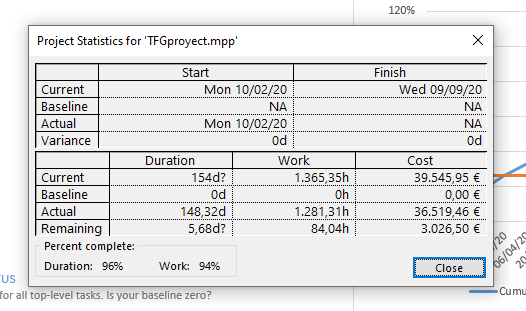 120%
Project Statistics for 'TFGproyect.mpp'
Start Finish
Current Mon 10/02/20 Wed 09/09/20
Baseline NA NA
Actual Mon 10/02/20 NA
Variance 0d 0d
Duration Work Cost
Current 154d? 1.365,35h 39.545,95 €
Baseline 0d 0h 0,00 €
Actual 148,32d 1.281,31h 36.519,46 €
Remaining 5,68d? 84,04h 3.026,50 €
Percent complete:
Duration: 96% Work: 94%
Close
06/04/20
TUS
for all top-level tasks. Is your baseline zero?
Cumu